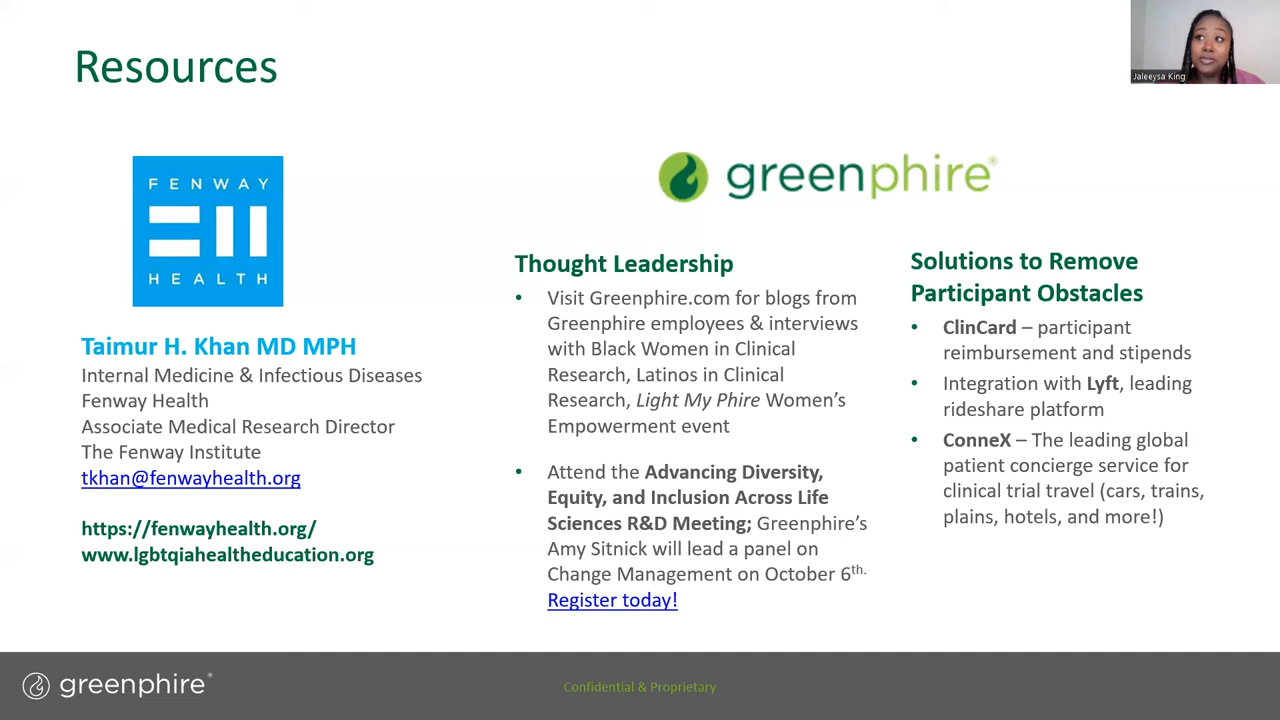 Resources
Jaleeysa King
FENWAY
HEALTH
Taimur H. Khan MD MPH
Internal Medicine & Infectious Diseases
Fenway Health
Associate Medical Research Director
The Fenway Institute
tkhan@fenwayhealth.org
https://fenwayhealth.org/
www.lgbtqiahealtheducation.org
greenphire®
Thought Leadership
• Visit Greenphire.com for blogs from
Greenphire employees & interviews
with Black Women in Clinical
Research, Latinos in Clinical
Research, Light My Phire Women's
Empowerment event
• Attend the Advancing Diversity,
Equity, and Inclusion Across Life
Sciences R&D Meeting; Greenphire's
Amy Sitnick will lead a panel on
Change Management on October 6th.
Register today!
Solutions to Remove
Participant Obstacles
• ClinCard – participant
reimbursement and stipends
• Integration with Lyft, leading
rideshare platform
• ConneX – The leading global
patient concierge service for
clinical trial travel (cars, trains,
plains, hotels, and more!)
greenphire®
Confidential & Proprietary